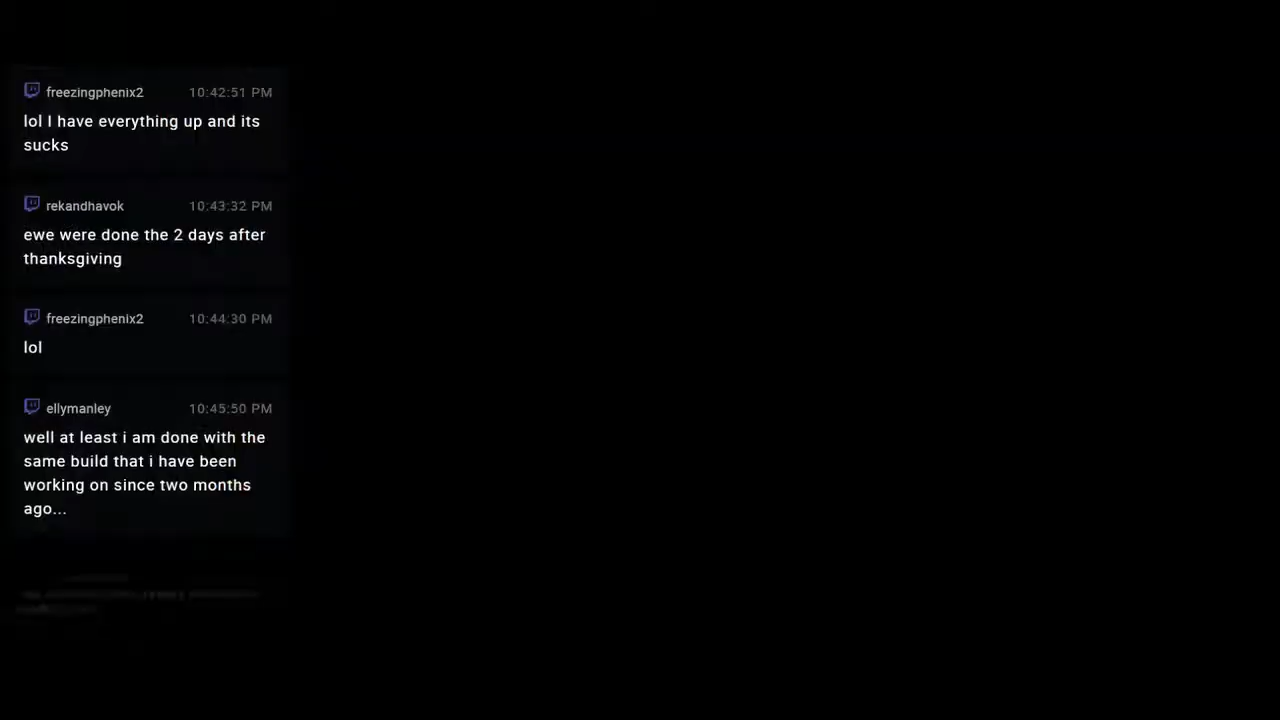 freezingphenix2 10:42:51 PM
lol I have everything up and its
sucks
rekandhavok 10:43:32 PM
ewe were done the 2 days after
thanksgiving
freezingphenix2 10:44:30 PM
lol
ellymanley 10:45:50 PM
well at least i am done with the
same build that i have been
working on since two months
ago...